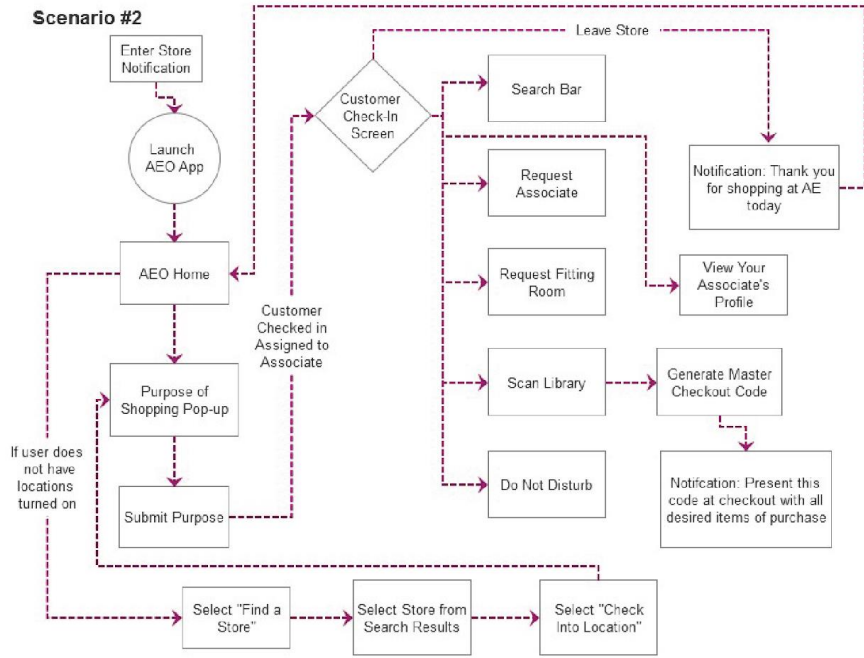 Scenario #2
Enter Store
Notification
Launch
AEO App
AEO Home
Purpose of
Shopping Pop-up
Submit Purpose
If user does
not have
locations
turned on
Select "Find a
Store"
Select Store from
Search Results
Select "Check
Into Location"
Customer
Checked in
Assigned to
Associate
Customer
Check-In
Screen
Leave Store
Search Bar
Request
Associate
Request Fitting
Room
Scan Library
Do Not Disturb
Notification: Thank you
for shopping at AE
today
View Your
Associate's
Profile
Generate Master
Checkout Code
Notifcation: Present this
code at checkout with all
desired items of purchase